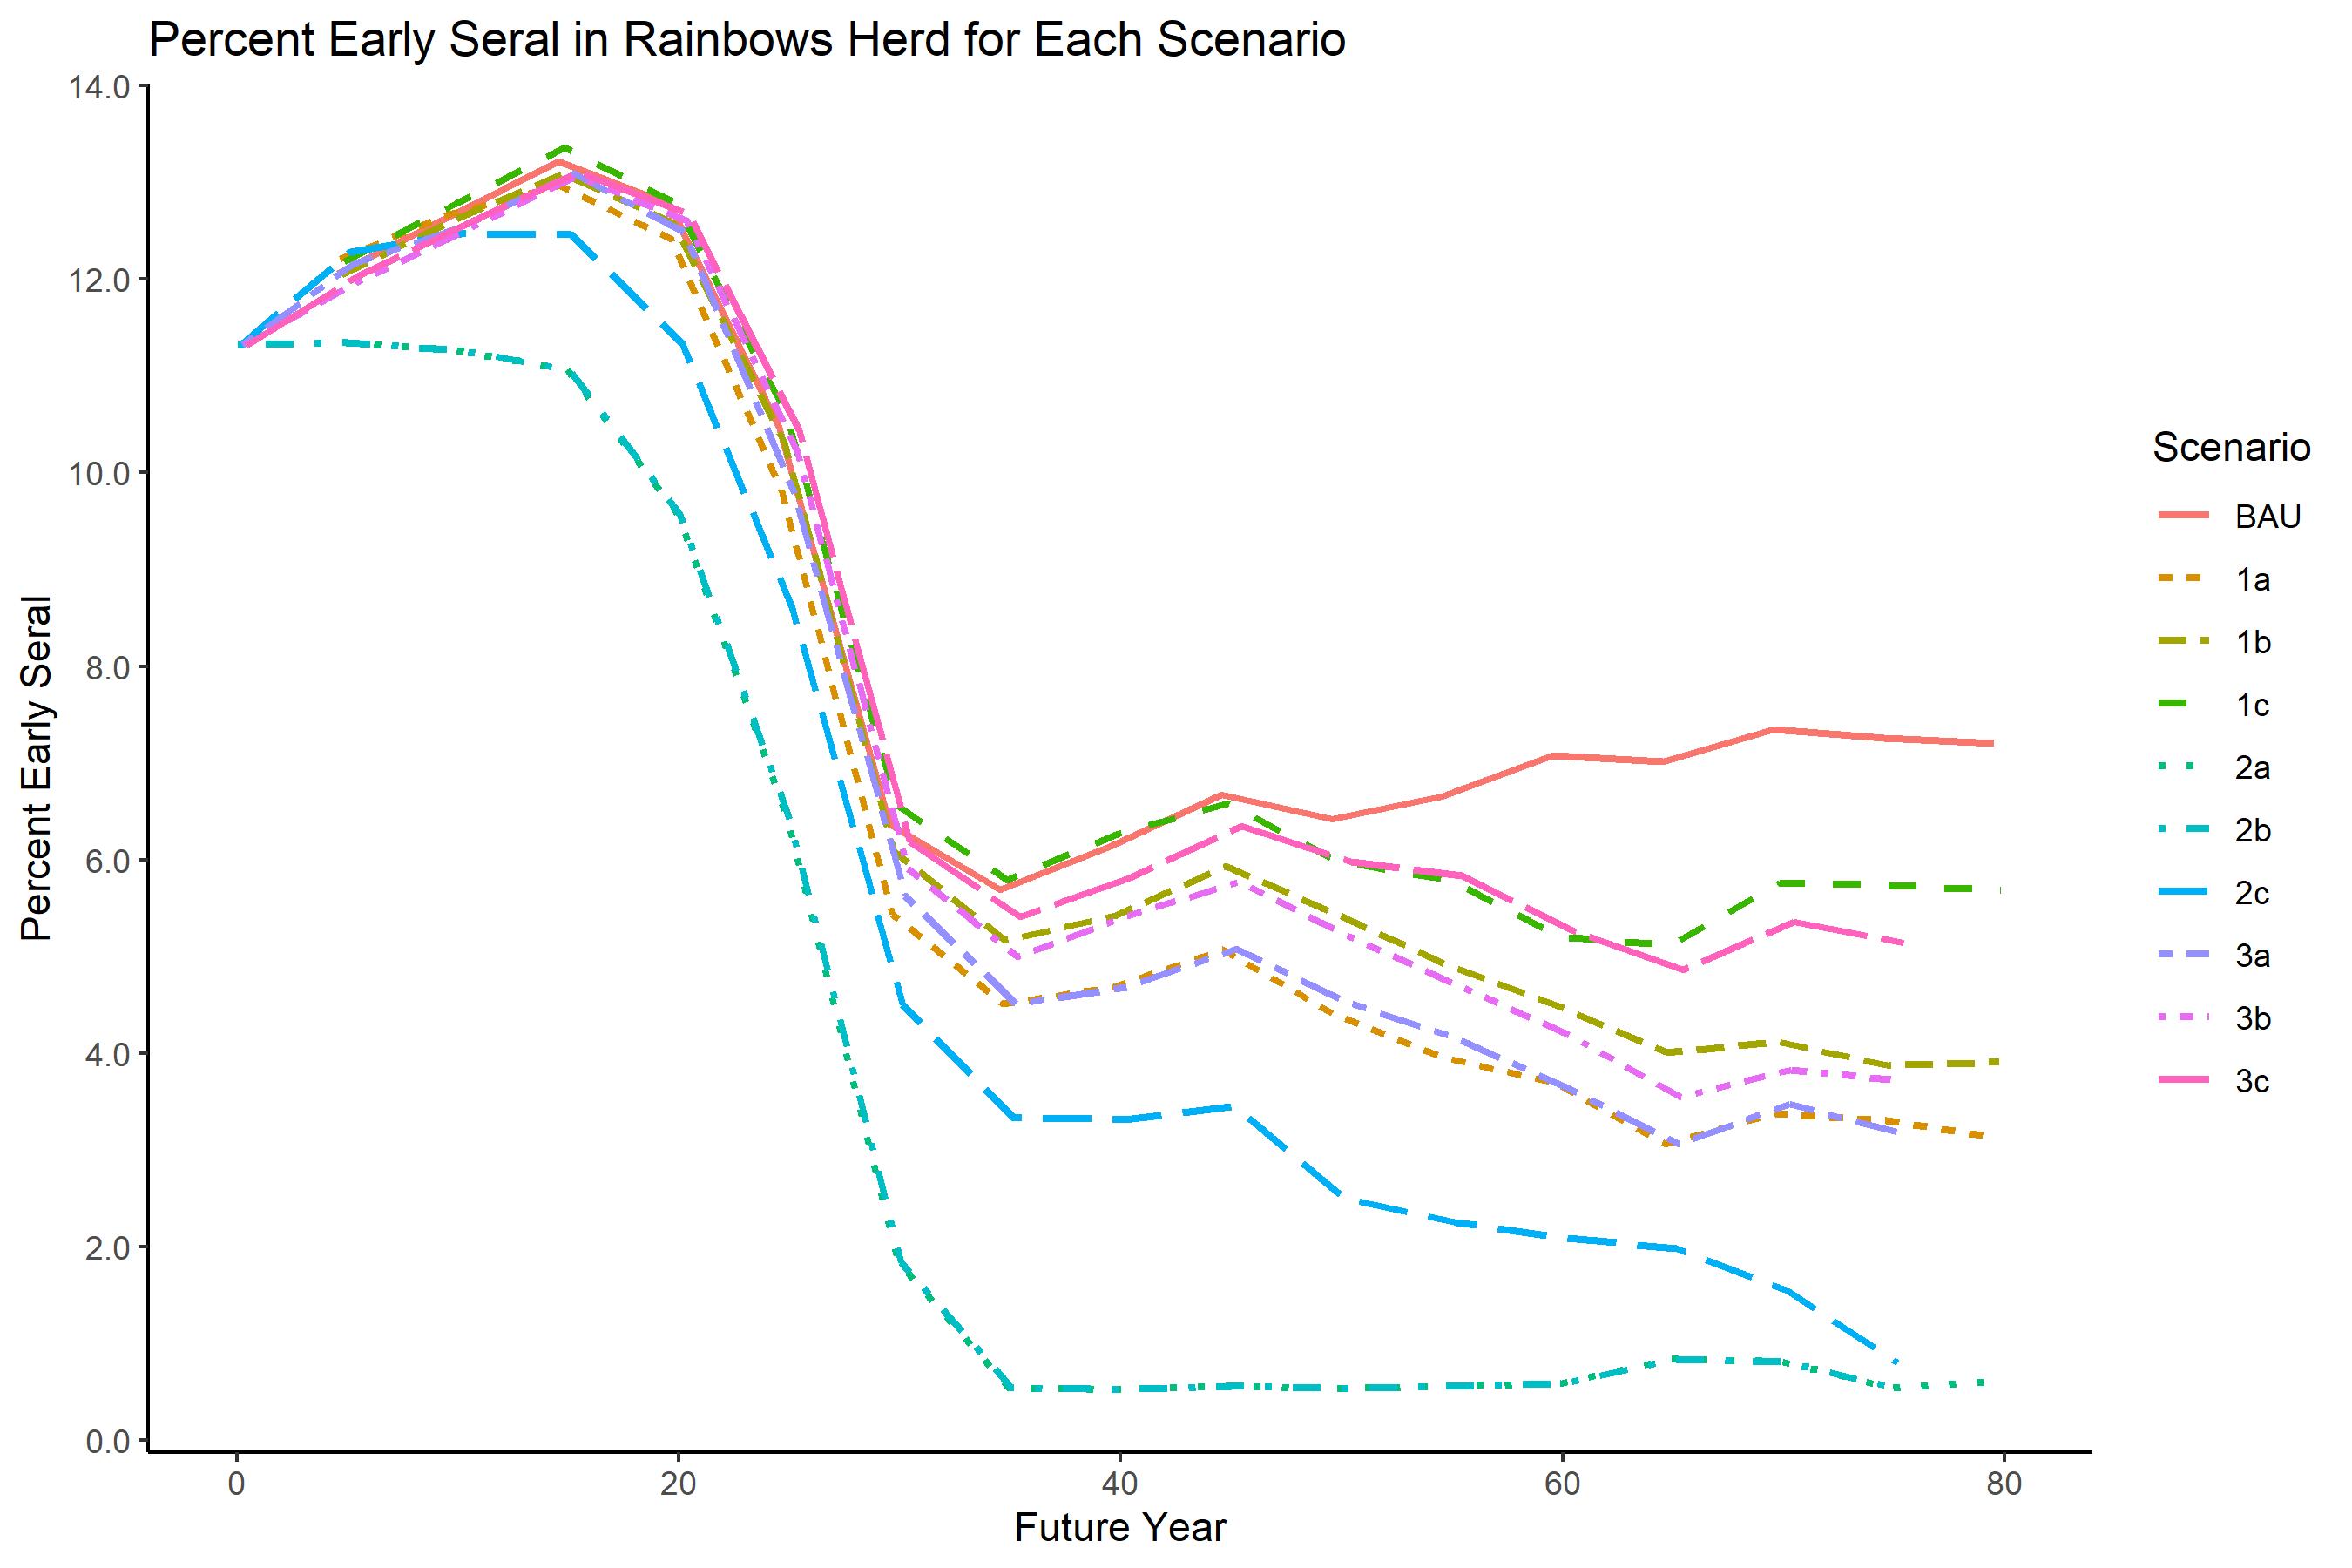 Percent Early Seral in Rainbows Herd for Each Scenario
14.0
12.0
10.0
8.0
6.0
4.0
2.0
0.0
Percent Early Seral
0 20 40 60 80
Future Year
Scenario
BAU
1a
1b
1c
2a
2b
2c
3a
3b
3c